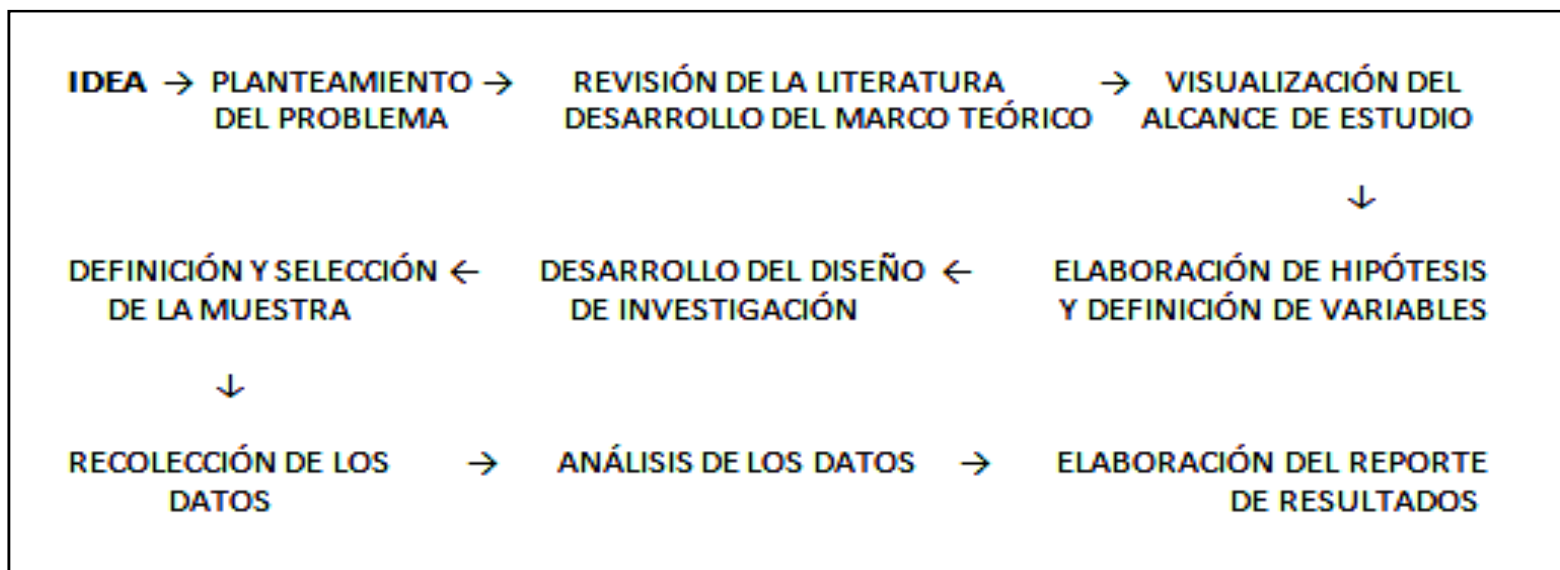 IDEA → PLANTEAMIENTO → REVISIÓN DE LA LITERATURA → VISUALIZACIÓN DEL
DEL PROBLEMA DESARROLLO DEL MARCO TEÓRICO ALCANCE DE ESTUDIO
↓
DEFINICIÓN Y SELECCIÓN ← DESARROLLO DEL DISEÑO ← ELABORACIÓN DE HIPÓTESIS
DE LA MUESTRA DE INVESTIGACIÓN Y DEFINICIÓN DE VARIABLES
↓
RECOLECCIÓN DE LOS → ANÁLISIS DE LOS DATOS → ELABORACIÓN DEL REPORTE
DATOS DE RESULTADOS